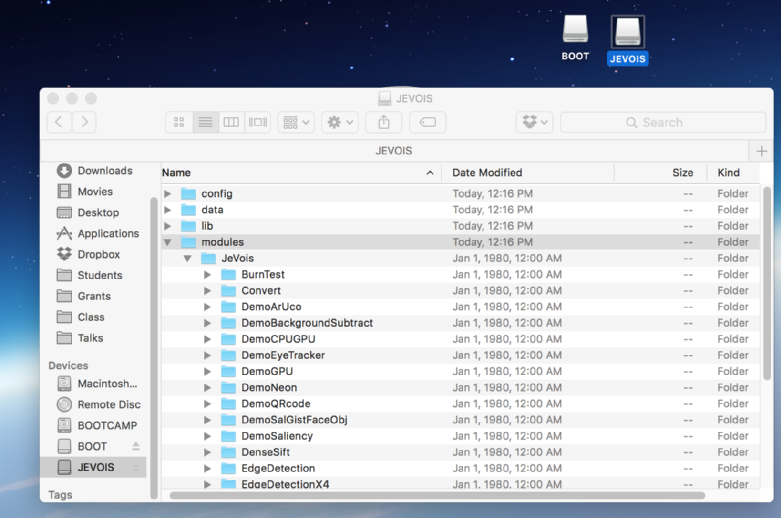 BOOT
JEVOIS
JEVOIS
Search
JEVOIS
Downloads
Movies
Desktop
Applications
Dropbox
Students
Grants
Class
Talks
Devices
Macintosh...
Remote Disc
BOOTCAMP
BOOT
JEVOIS
Tags
Name Date Modified Size Kind
config Today, 12:16 PM -- Folder
data Today, 12:16 PM -- Folder
lib Today, 12:16 PM -- Folder
modules Today, 12:16 PM -- Folder
JeVois Jan 1, 1980, 12:00 AM -- Folder
BurnTest Jan 1, 1980, 12:00 AM -- Folder
Convert Jan 1, 1980, 12:00 AM -- Folder
DemoArUco Jan 1, 1980, 12:00 AM -- Folder
DemoBackgroundSubtract Jan 1, 1980, 12:00 AM -- Folder
DemoCPUGPU Jan 1, 1980, 12:00 AM -- Folder
DemoEyeTracker Jan 1, 1980, 12:00 AM -- Folder
DemoGPU Jan 1, 1980, 12:00 AM -- Folder
DemoNeon Jan 1, 1980, 12:00 AM -- Folder
DemoQRcode Jan 1, 1980, 12:00 AM -- Folder
DemoSalGistFaceObj Jan 1, 1980, 12:00 AM -- Folder
DemoSaliency Jan 1, 1980, 12:00 AM -- Folder
DenseSift Jan 1, 1980, 12:00 AM -- Folder
EdgeDetection Jan 1, 1980, 12:00 AM -- Folder
EdgeDetectionX4 Jan 1, 1980, 12:00 AM -- Folder